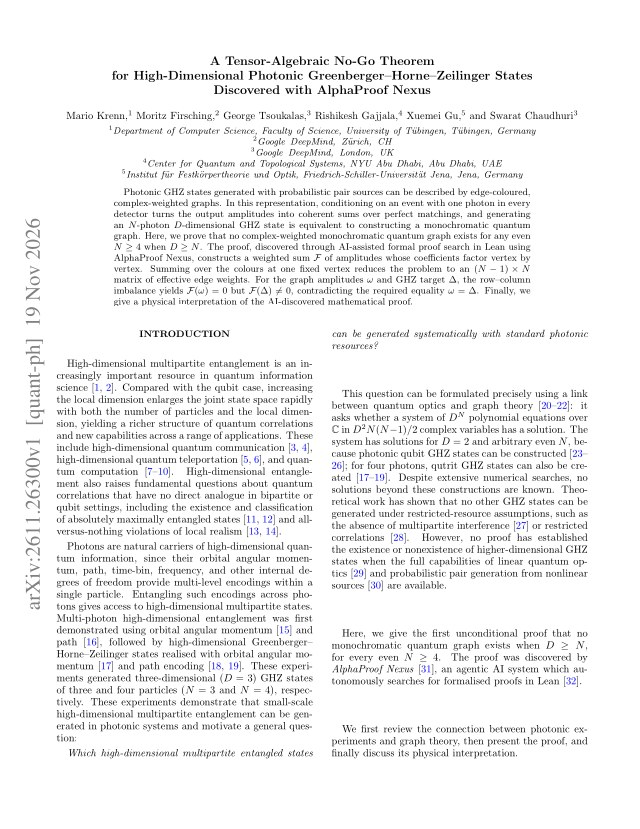 A Tensor-Algebraic No-Go Theorem
for High-Dimensional Photonic Greenberger–Horne–Zeilinger States
Discovered with AlphaProof Nexus
Mario Krenn,1 Moritz Firsching,2 George Tsoukalas,3 Rishikesh Gajjala,4 Xuemei Gu,5 and Swarat Chaudhuri3
1Department of Computer Science, Faculty of Science, University of Tübingen, Tübingen, Germany
2Google DeepMind, Zürich, CH
3Google DeepMind, London, UK
4Center for Quantum and Topological Systems, NYU Abu Dhabi, Abu Dhabi, UAE
5Institut für Festkörpertheorie und Optik, Friedrich-Schiller-Universität Jena, Jena, Germany
Photonic GHZ states generated with probabilistic pair sources can be described by edge-coloured,
complex-weighted graphs. In this representation, conditioning on an event with one photon in every
detector turns the output amplitudes into coherent sums over perfect matchings, and generating
an N-photon D-dimensional GHZ state is equivalent to constructing a monochromatic quantum
graph. Here, we prove that no complex-weighted monochromatic quantum graph exists for any even
N ≥ 4 when D ≥ N. The proof, discovered through AI-assisted formal proof search in Lean using
AlphaProof Nexus, constructs a weighted sum F of amplitudes whose coefficients factor vertex by
vertex. Summing over the colours at one fixed vertex reduces the problem to an (N − 1) × N
matrix of effective edge weights. For the graph amplitudes ω and GHZ target Δ, the row–column
imbalance yields F(ω) = 0 but F(Δ) ≠ 0, contradicting the required equality ω = Δ. Finally, we
give a physical interpretation of the AI-discovered mathematical proof.
arXiv:2611.26300v1 [quant-ph] 19 Nov 2026
INTRODUCTION
High-dimensional multipartite entanglement is an in-
creasingly important resource in quantum information
science [1, 2]. Compared with the qubit case, increasing
the local dimension enlarges the joint state space rapidly
with both the number of particles and the local dimen-
sion, yielding a richer structure of quantum correlations
and new capabilities across a range of applications. These
include high-dimensional quantum communication [3, 4],
high-dimensional quantum teleportation [5, 6], and quan-
tum computation [7–10]. High-dimensional entangle-
ment also raises fundamental questions about quantum
correlations that have no direct analogue in bipartite or
qubit settings, including the existence and classification
of absolutely maximally entangled states [11, 12] and all-
versus-nothing violations of local realism [13, 14].
Photons are natural carriers of high-dimensional quan-
tum information, since their orbital angular momen-
tum, path, time-bin, frequency, and other internal de-
grees of freedom provide multi-level encodings within a
single particle. Entangling such encodings across pho-
tons gives access to high-dimensional multipartite states.
Multi-photon high-dimensional entanglement was first
demonstrated using orbital angular momentum [15] and
path [16], followed by high-dimensional Greenberger–
Horne–Zeilinger states realised with orbital angular mo-
mentum [17] and path encoding [18, 19]. These experi-
ments generated three-dimensional (D = 3) GHZ states
of three and four particles (N = 3 and N = 4), respec-
tively. These experiments demonstrate that small-scale
high-dimensional multipartite entanglement can be gen-
erated in photonic systems and motivate a general ques-
tion:
Which high-dimensional multipartite entangled states
can be generated systematically with standard photonic
resources?
This question can be formulated precisely using a link
between quantum optics and graph theory [20–22]: it
asks whether a system of D^N polynomial equations over
ℂ in D²N(N−1)/2 complex variables has a solution. The
system has solutions for D = 2 and arbitrary even N, be-
cause photonic qubit GHZ states can be constructed [23–
26]; for four photons, qutrit GHZ states can also be cre-
ated [17–19]. Despite extensive numerical searches, no
solutions beyond these constructions are known. Theo-
retical work has shown that no other GHZ states can be
generated under restricted-resource assumptions, such as
the absence of multipartite interference [27] or restricted
correlations [28]. However, no proof has established
the existence or nonexistence of higher-dimensional GHZ
states when the full capabilities of linear quantum op-
tics [29] and probabilistic pair generation from nonlinear
sources [30] are available.
Here, we give the first unconditional proof that no
monochromatic quantum graph exists when D ≥ N,
for every even N ≥ 4. The proof was discovered by
AlphaProof Nexus [31], an agentic AI system which au-
tonomously searches for formalised proofs in Lean [32].
We first review the connection between photonic ex-
periments and graph theory, then present the proof, and
finally discuss its physical interpretation.